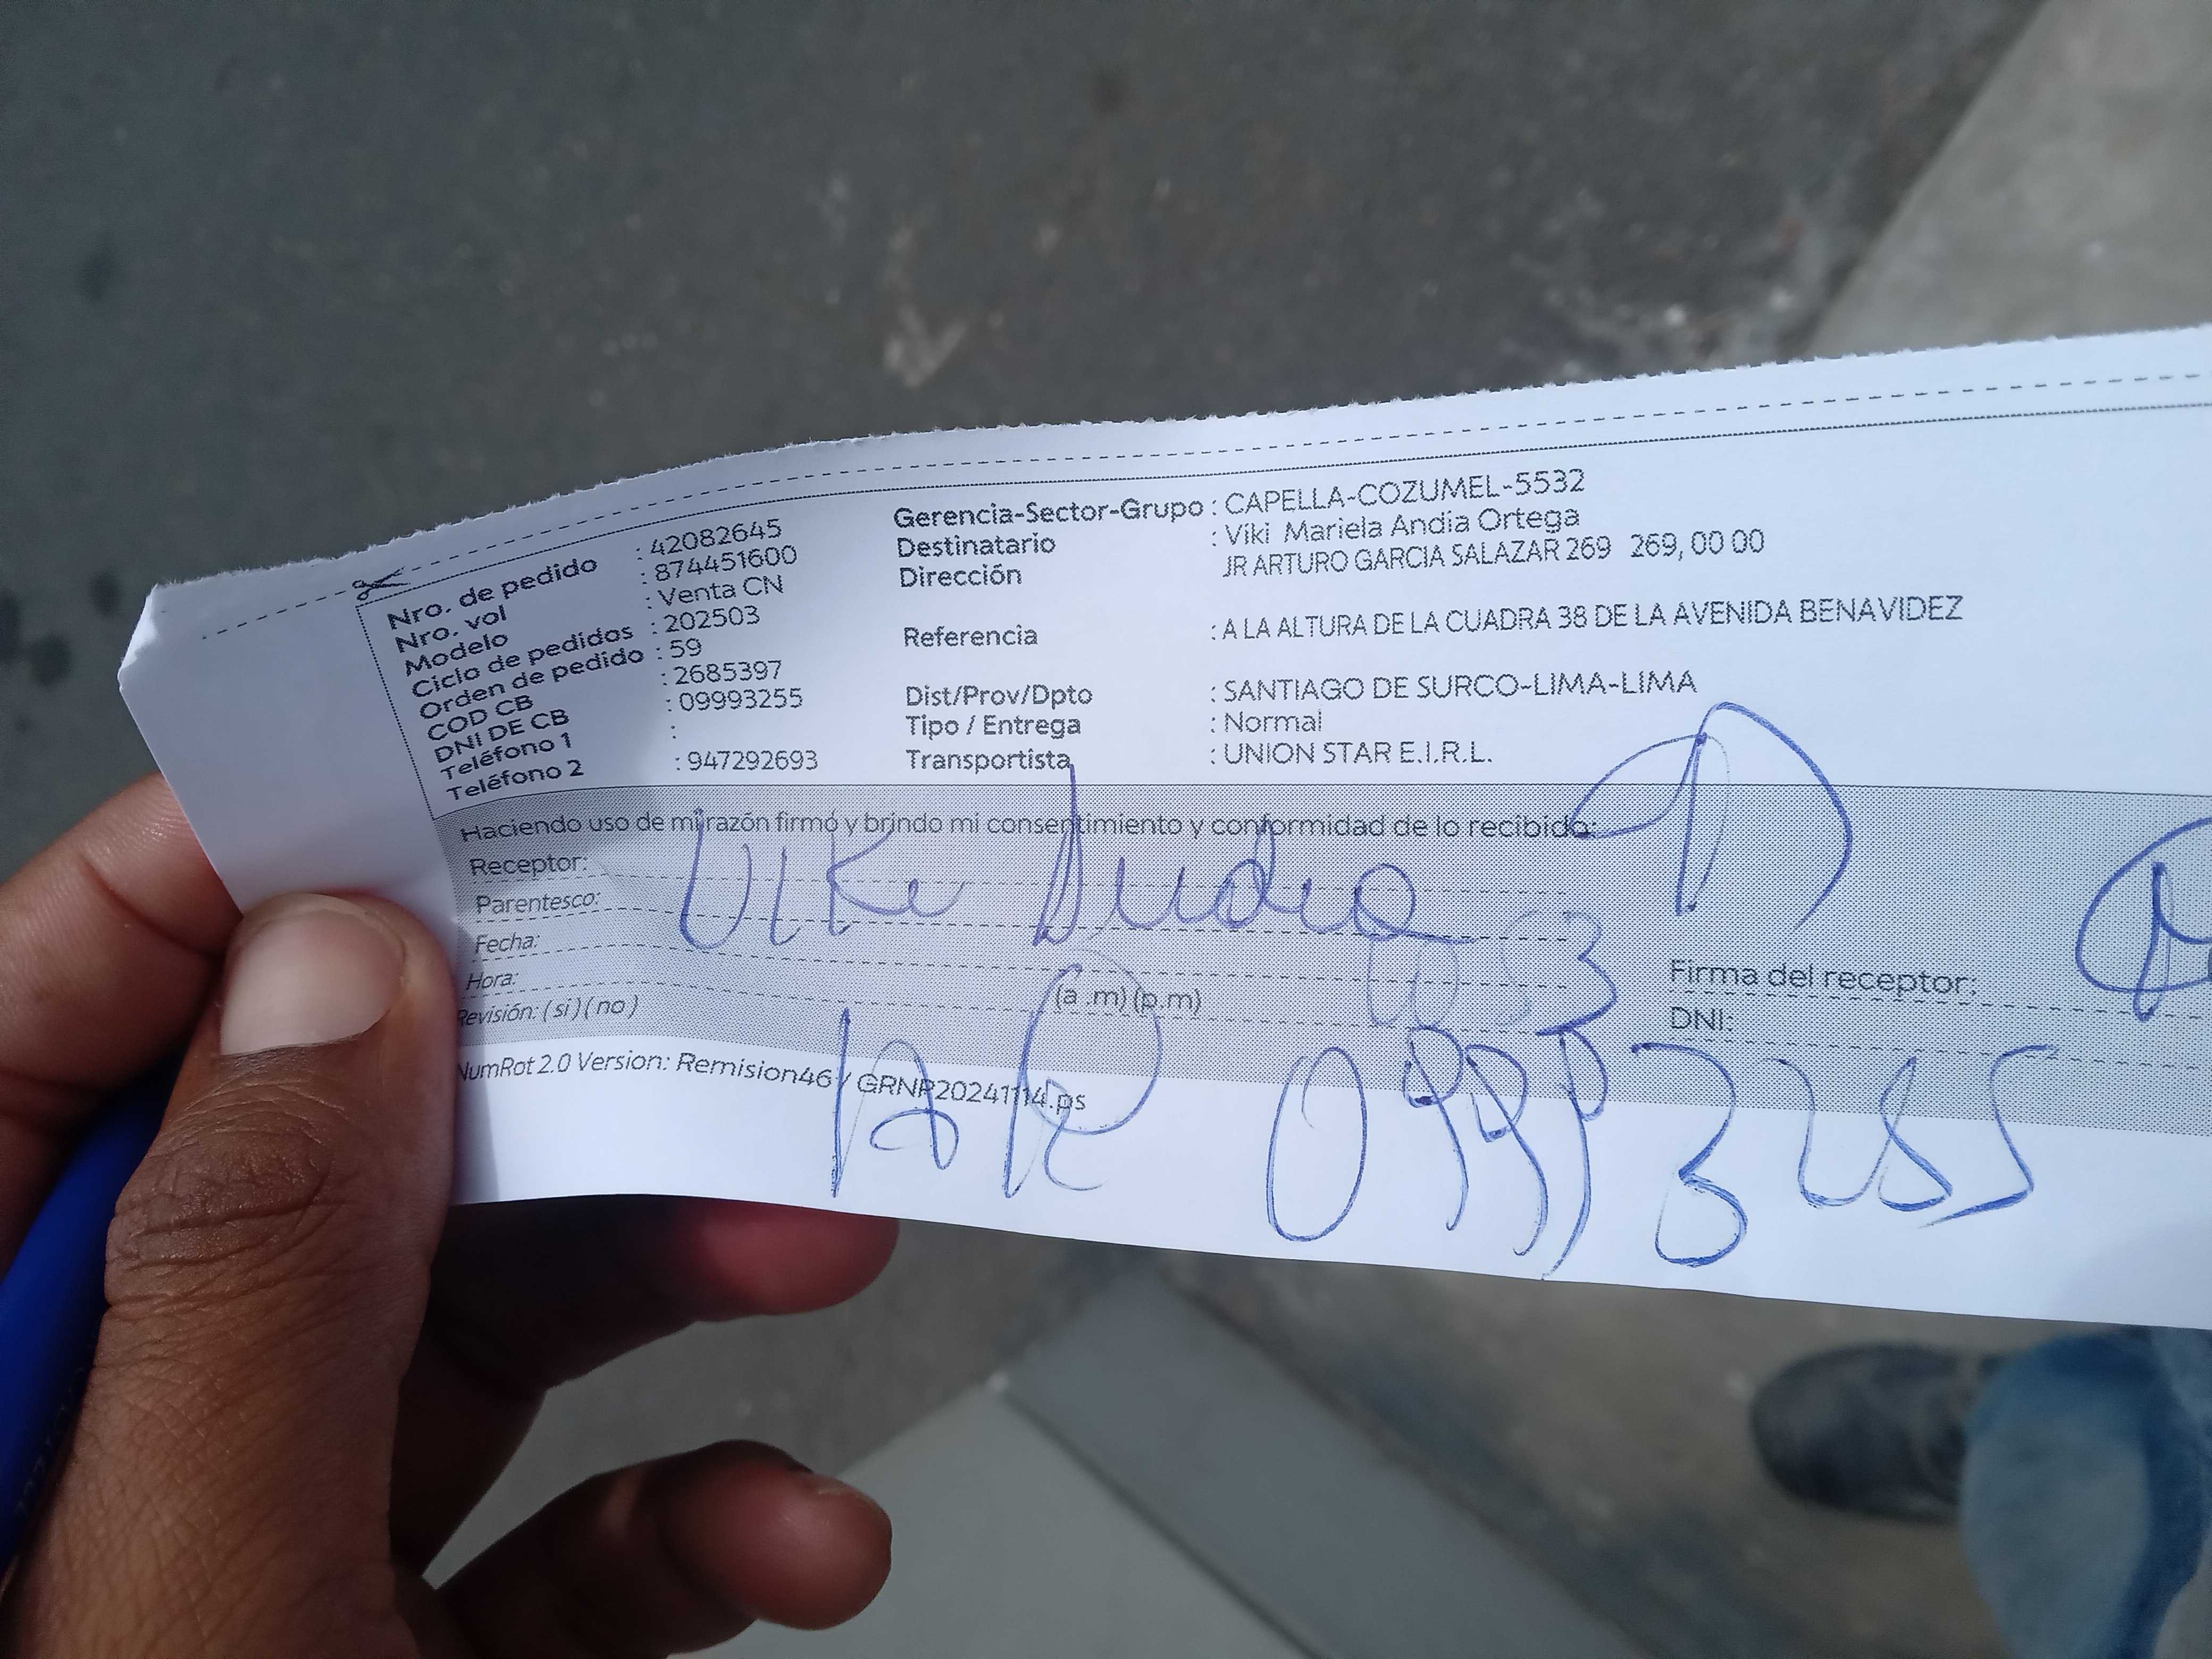 Nro. de pedido : 42082645
Nro. vol : 874451600
Modelo : Venta CN
Ciclo de pedidos : 202503
Orden de pedido : 59
COD CB : 2685397
DNI DE CB : 09993255
Teléfono 1 :
Teléfono 2 : 947292693
Gerencia-Sector-Grupo : CAPELLA-COZUMEL-5532
Destinatario : Viki Mariela Andia Ortega
Dirección JR ARTURO GARCIA SALAZAR 269 269, 00 00
Referencia : A LA ALTURA DE LA CUADRA 38 DE LA AVENIDA BENAVIDEZ
Dist/Prov/Dpto : SANTIAGO DE SURCO-LIMA-LIMA
Tipo / Entrega : Normal
Transportista : UNION STAR E.I.R.L.
Haciendo uso de mi razón firmó y brindo mi consentimiento y conformidad de lo recibido:
Receptor: Viki Andia
Parentesco:
Fecha:
Hora: (a .m) (p.m)
Revisión: ( si ) ( no )
Firma del receptor:
DNI:
NumRot 2.0 Version: Remision46 / GRNP20241114.ps
09993255